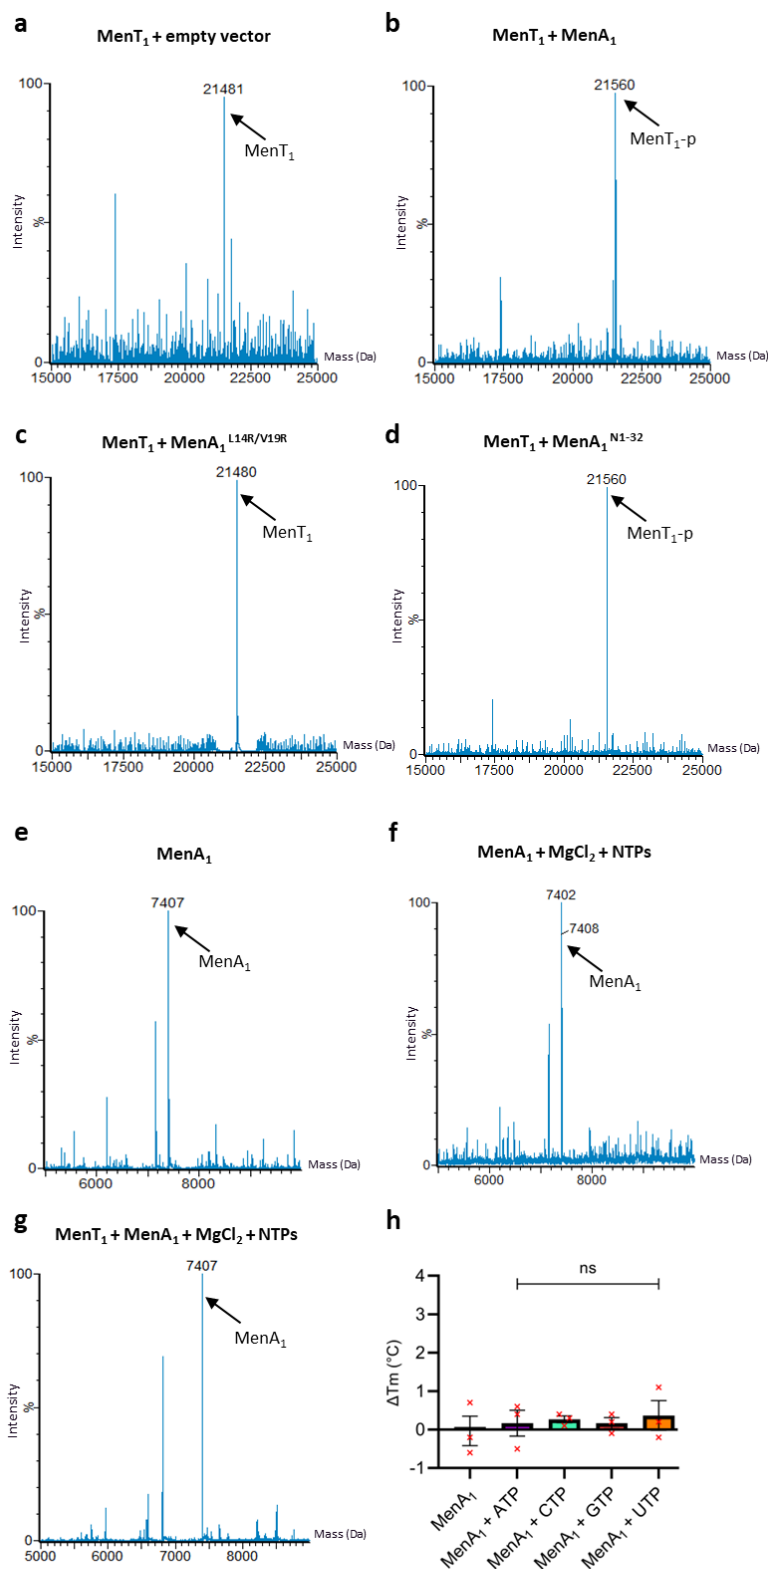 a
MenT1 + empty vector
100
21481
MenT1
Intensity
%
0
15000 17500 20000 22500 25000
Mass (Da)
b
MenT1 + MenA1
100
21560
MenT1-p
Intensity
%
0
15000 17500 20000 22500 25000
Mass (Da)
c
MenT1 + MenA1 L14R/V19R
100
21480
MenT1
Intensity
%
0
15000 17500 20000 22500 25000
Mass (Da)
d
MenT1 + MenA1 N1-32
100
21560
MenT1-p
Intensity
%
0
15000 17500 20000 22500 25000
Mass (Da)
e
MenA1
100
7407
MenA1
Intensity
%
0
6000 8000
Mass (Da)
f
MenA1 + MgCl2 + NTPs
100
7402
7408
MenA1
Intensity
%
0
6000 8000
Mass (Da)
g
MenT1 + MenA1 + MgCl2 + NTPs
100
7407
MenA1
Intensity
%
0
5000 6000 7000 8000
Mass (Da)
h
ns
4
3
2
1
0
-1
ΔTm (°C)
MenA1
MenA1 + ATP
MenA1 + CTP
MenA1 + GTP
MenA1 + UTP